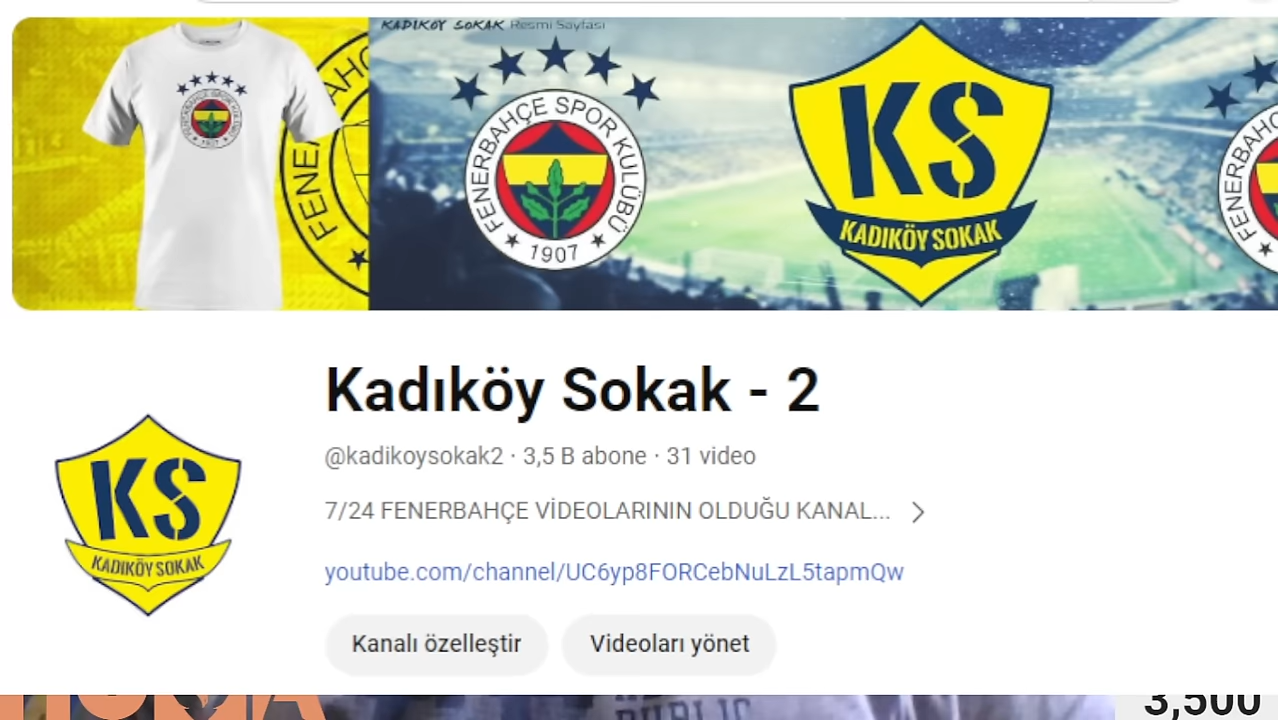 KADIKÖY SOKAK Resmi Sayfası
FENERBAHÇE SPOR KULÜBÜ
1907
KS
KADIKÖY SOKAK
FENE
Kadıköy Sokak - 2
@kadikoysokak2 · 3,5 B abone · 31 video
7/24 FENERBAHÇE VİDEOLARININ OLDUĞU KANAL...
youtube.com/channel/UC6yp8FORCebNuLzL5tapmQw
KS
KADIKÖY SOKAK
Kanalı özelleştir
Videoları yönet
3,500